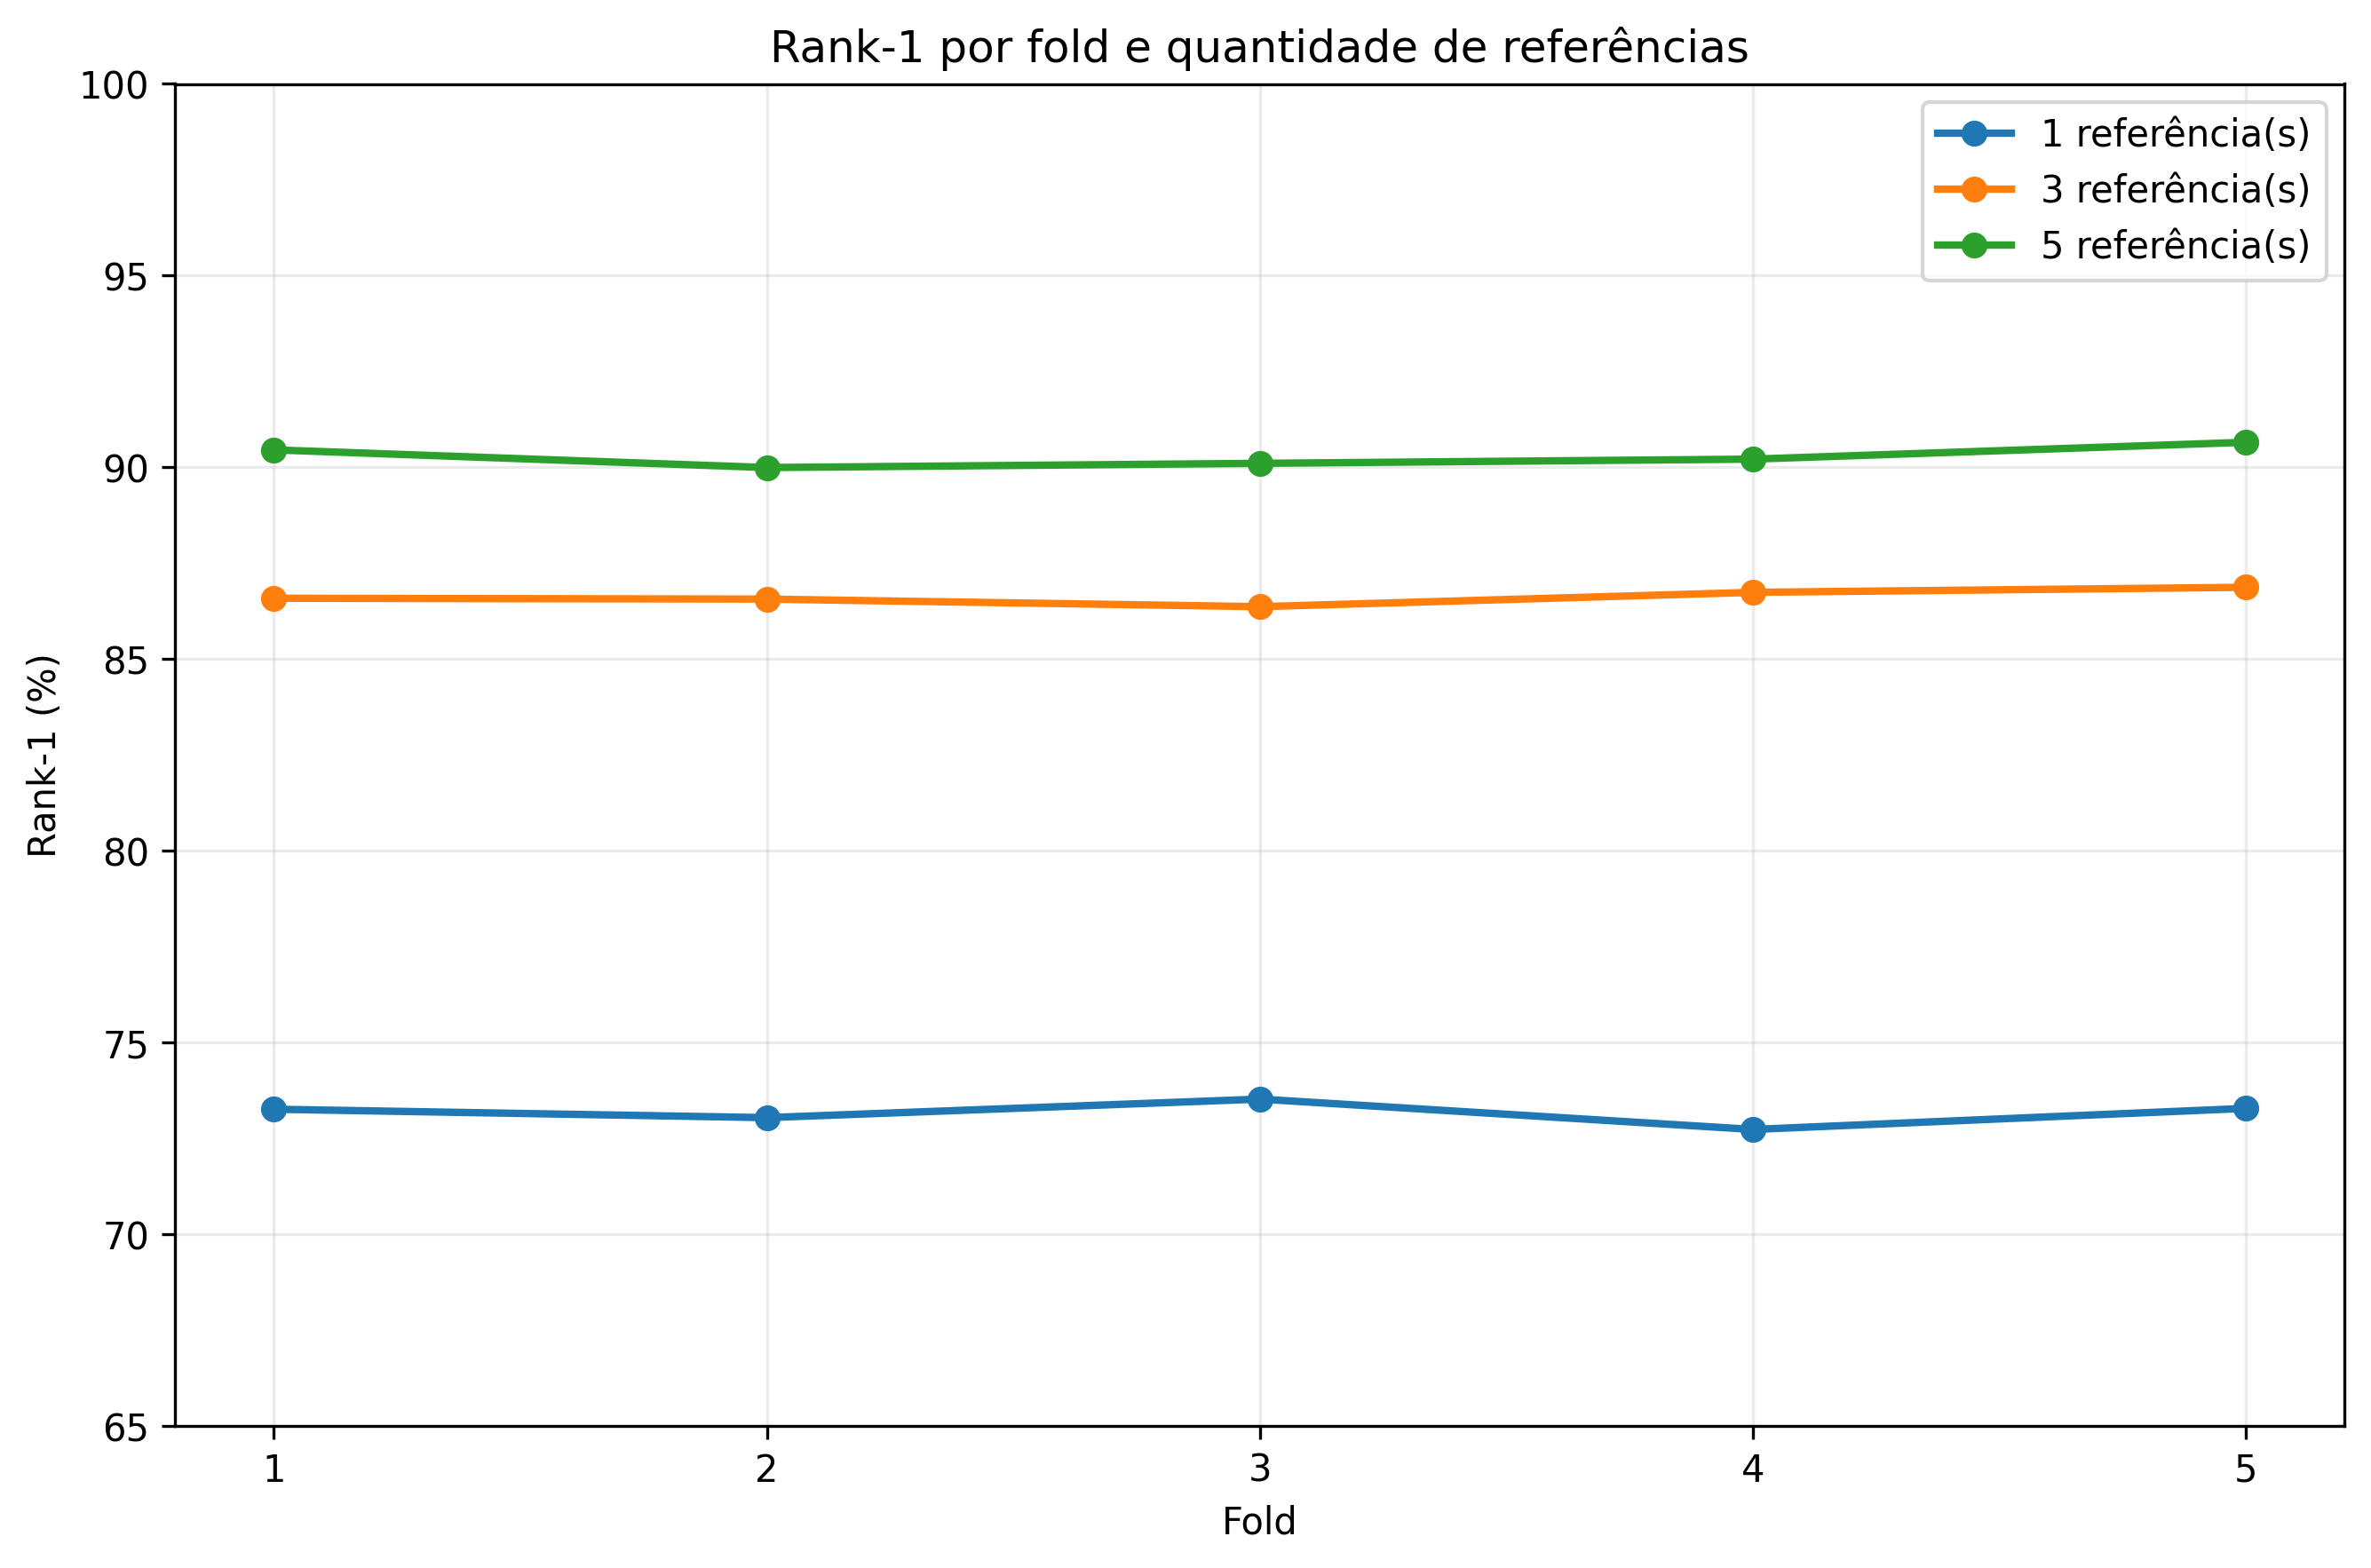 Rank-1 por fold e quantidade de referências
100
95
90
85
80
75
70
65
Rank-1 (%)
1 referência(s)
3 referência(s)
5 referência(s)
1 2 3 4 5
Fold